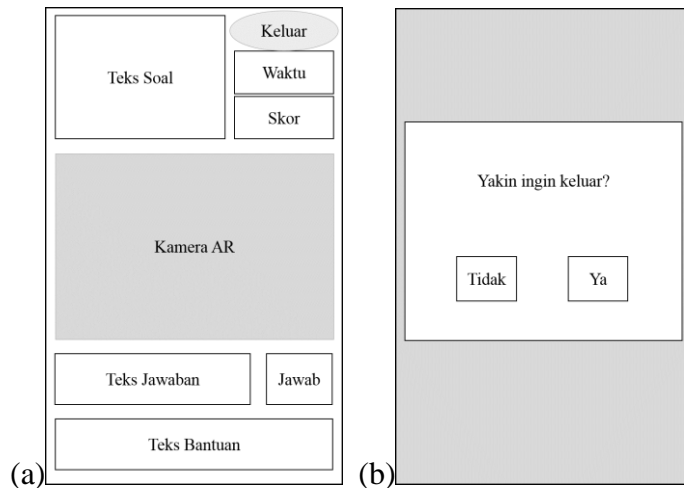 Teks Soal
Keluar
Waktu
Skor
Kamera AR
Teks Jawaban
Jawab
Teks Bantuan
(a)
Yakin ingin keluar?
Tidak
Ya
(b)